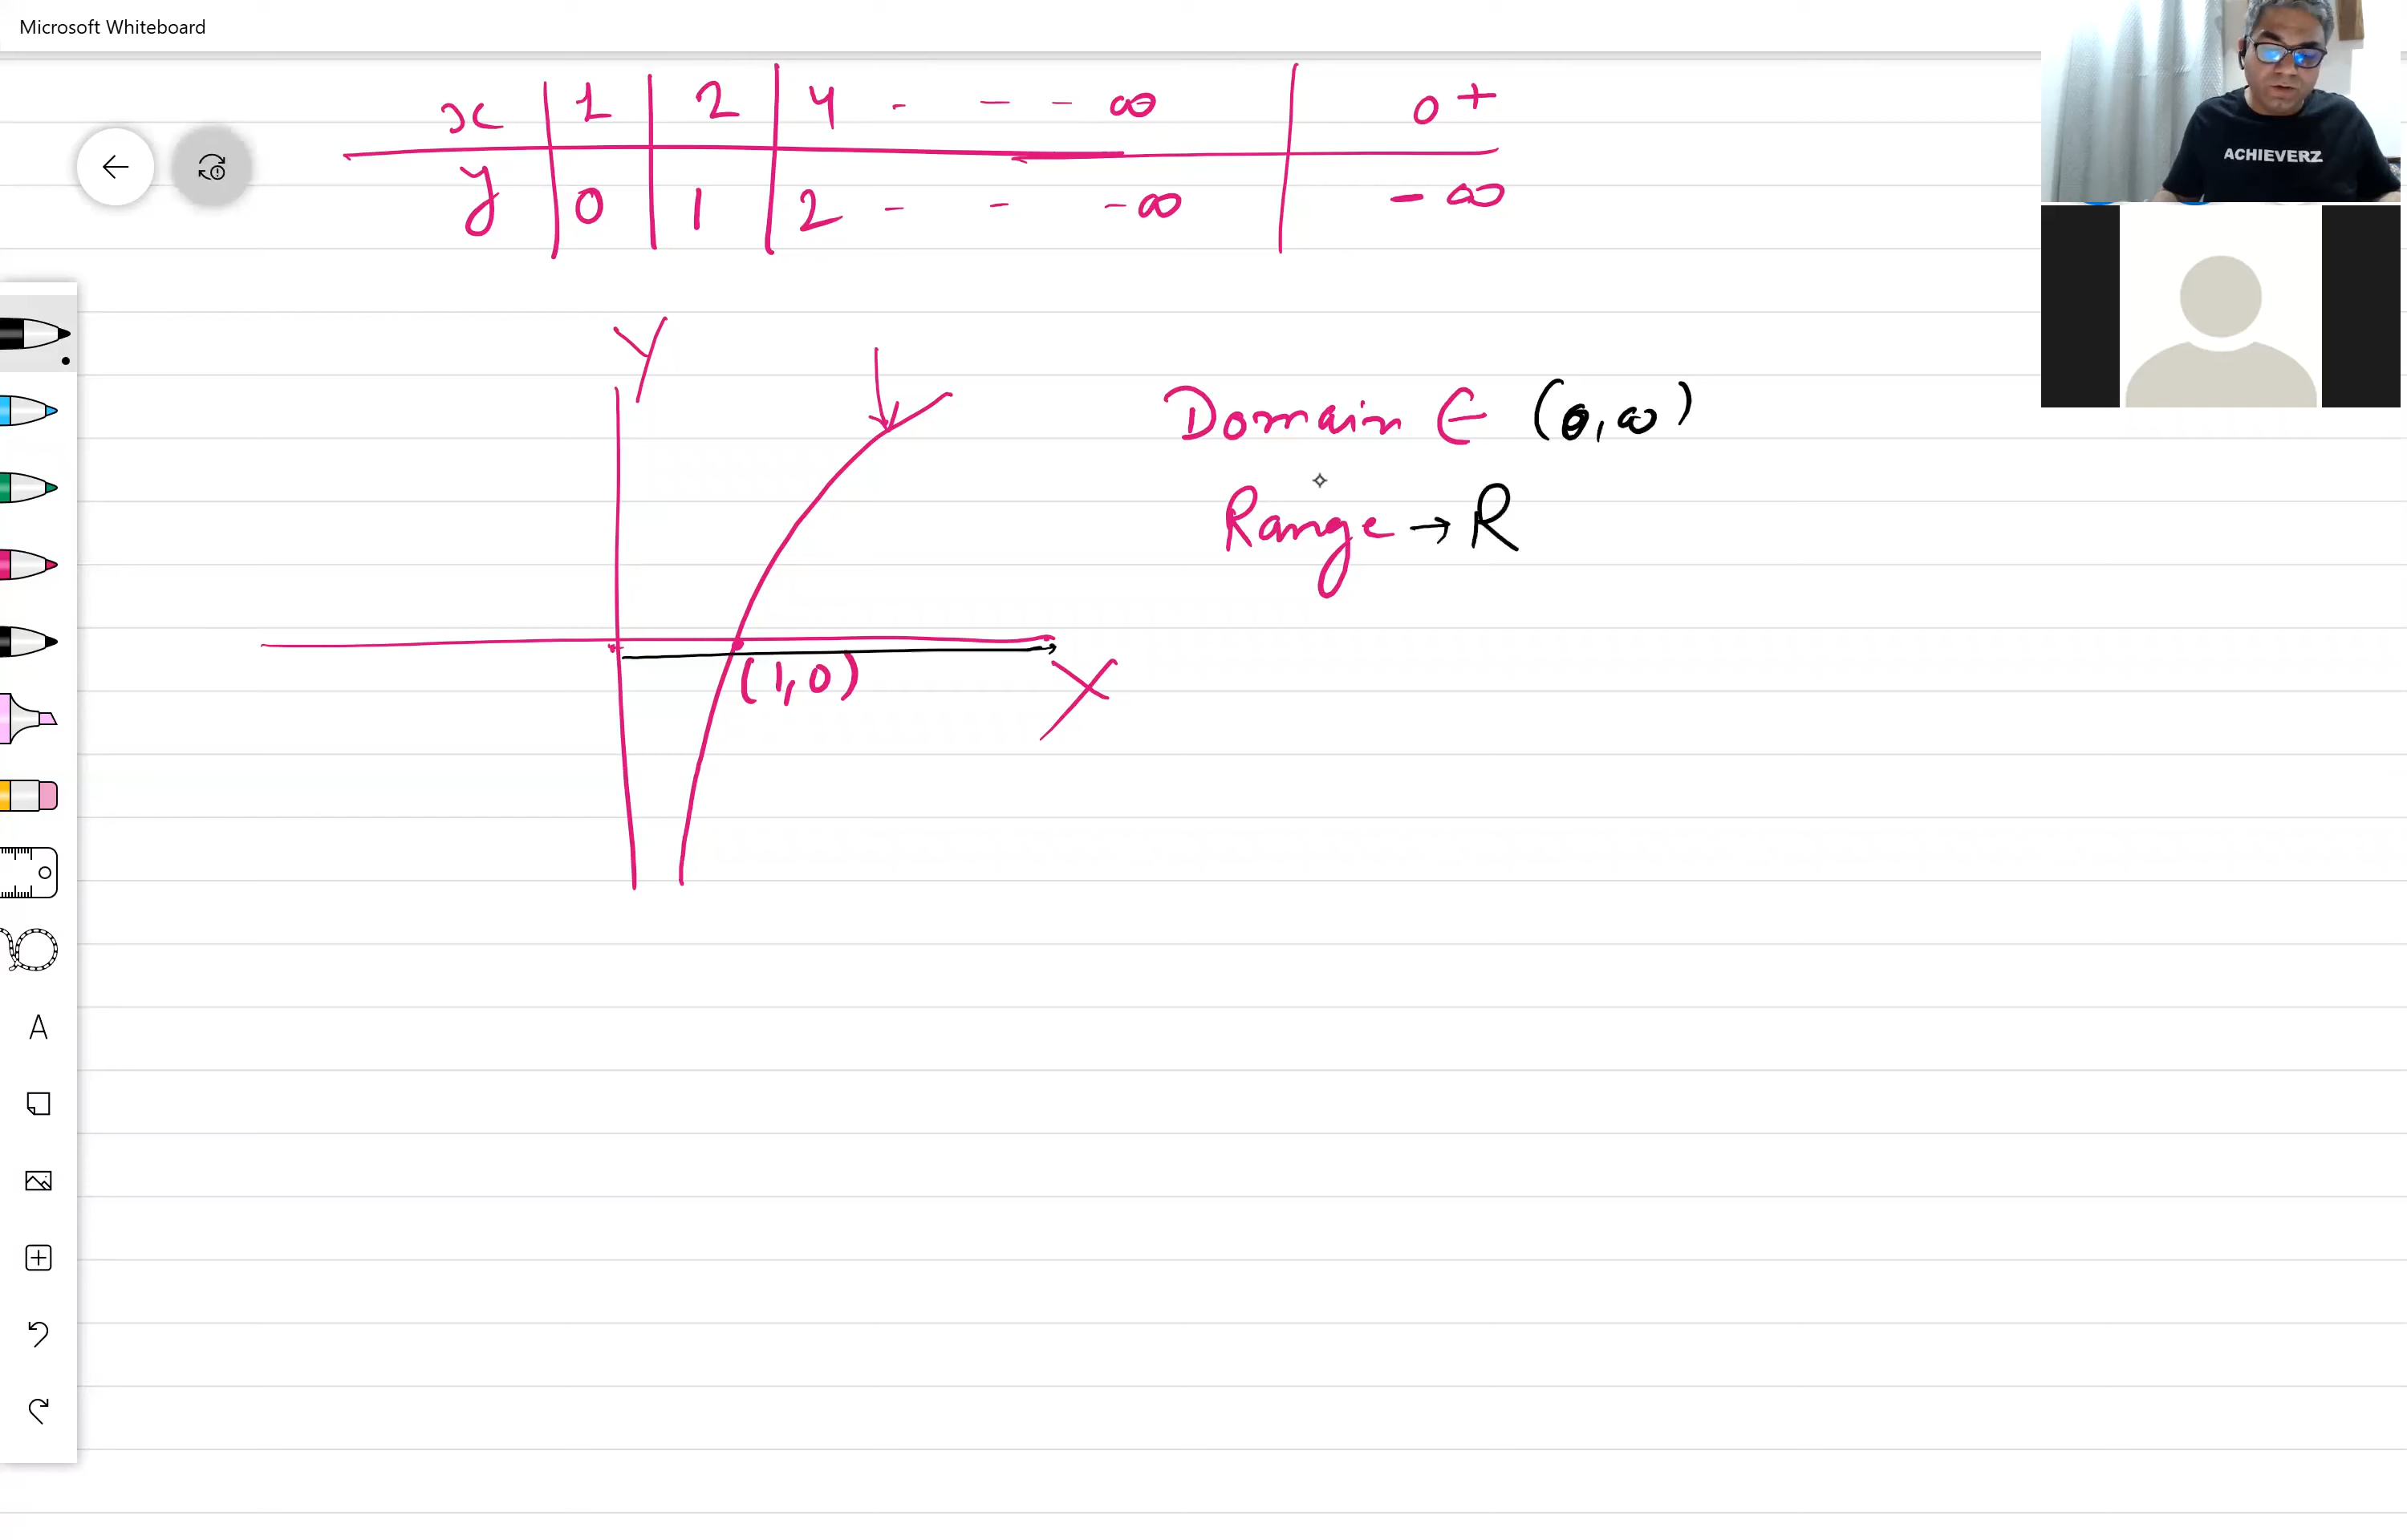 Microsoft Whiteboard
x 1 2 4 - - - ∞ 0+
y 0 1 2 - - - ∞ - ∞
ACHIEVERZ
Y
Domain ∈ (0, ∞)
Range → R
(1, 0)
X
A